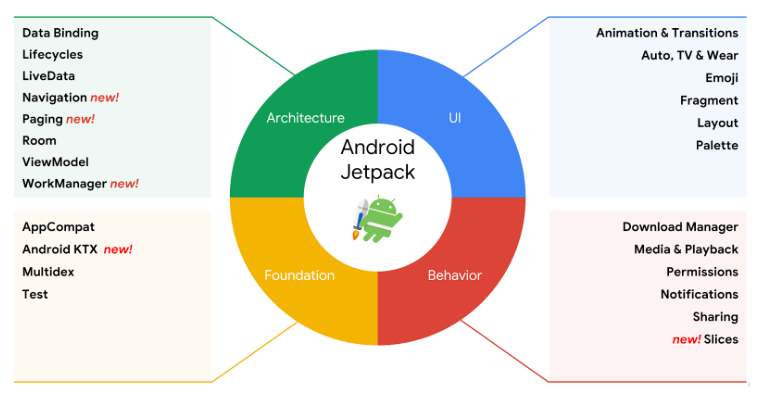 Data Binding
Lifecycles
LiveData
Navigation new!
Paging new!
Room
ViewModel
WorkManager new!
AppCompat
Android KTX new!
Multidex
Test
Architecture
UI
Android
Jetpack
Foundation
Behavior
Animation & Transitions
Auto, TV & Wear
Emoji
Fragment
Layout
Palette
Download Manager
Media & Playback
Permissions
Notifications
Sharing
new! Slices